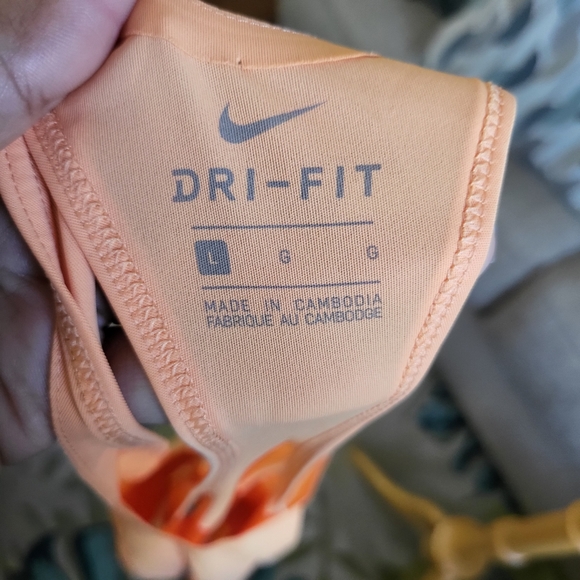 DRI-FIT
L G G
MADE IN CAMBODIA
FABRIQUE AU CAMBODGE